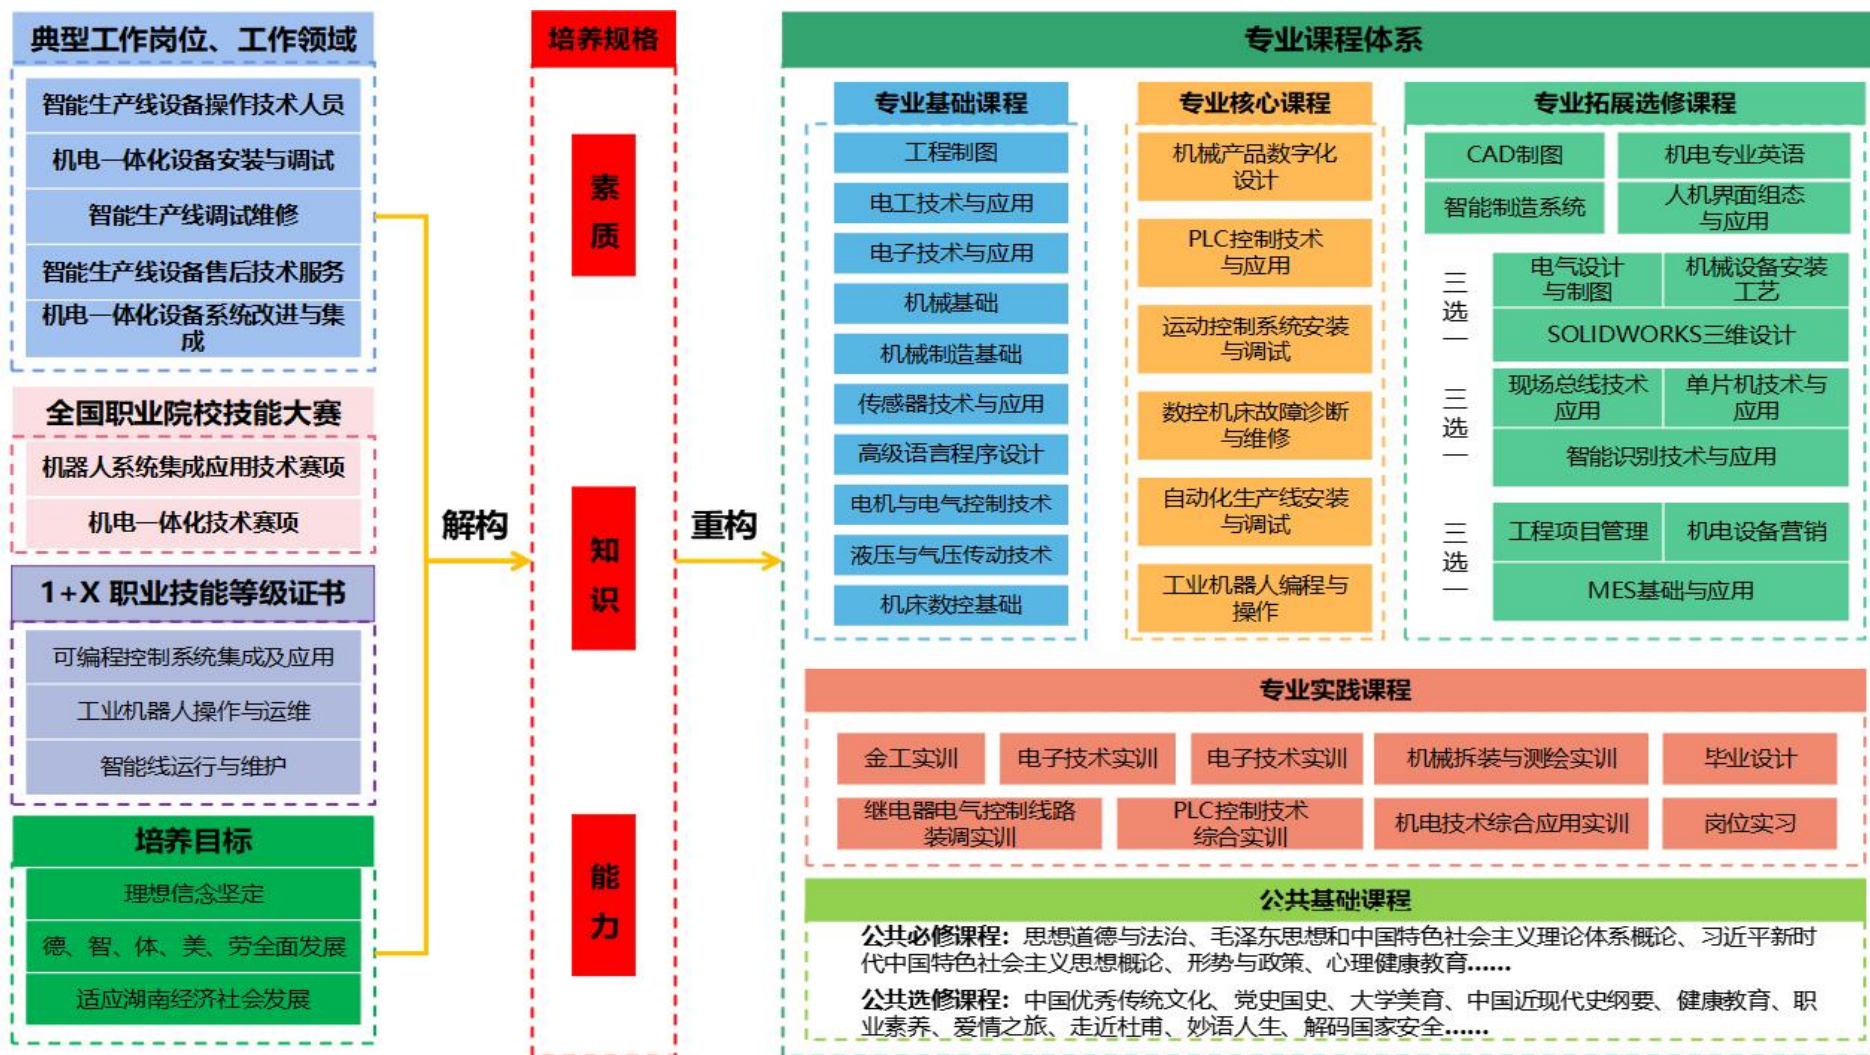 典型工作岗位、工作领域
智能生产线设备操作技术人员
机电一体化设备安装与调试
智能生产线调试维修
智能生产线设备售后技术服务
机电一体化设备系统改进与集
成
全国职业院校技能大赛
机器人系统集成应用技术赛项
机电一体化技术赛项
1+X 职业技能等级证书
可编程控制系统集成及应用
工业机器人操作与运维
智能线运行与维护
培养目标
理想信念坚定
德、智、体、美、劳全面发展
适应湖南经济社会发展
解构
培养规格
素
质
知
识
能
力
重构
专业课程体系
专业基础课程
工程制图
电工技术与应用
电子技术与应用
机械基础
机械制造基础
传感器技术与应用
高级语言程序设计
电机与电气控制技术
液压与气压传动技术
机床数控基础
专业核心课程
机械产品数字化
设计
PLC控制技术
与应用
运动控制系统安装
与调试
数控机床故障诊断
与维修
自动化生产线安装
与调试
工业机器人编程与
操作
专业拓展选修课程
CAD制图
机电专业英语
智能制造系统
人机界面组态
与应用
三
选
一
电气设计
与制图
机械设备安装
工艺
SOLIDWORKS三维设计
三
选
一
现场总线技术
应用
单片机技术与
应用
智能识别技术与应用
三
选
一
工程项目管理
机电设备营销
MES基础与应用
专业实践课程
金工实训
电子技术实训
电子技术实训
机械拆装与测绘实训
毕业设计
继电器电气控制线路
装调实训
PLC控制技术
综合实训
机电技术综合应用实训
岗位实习
公共基础课程
公共必修课程：思想道德与法治、毛泽东思想和中国特色社会主义理论体系概论、习近平新时
代中国特色社会主义思想概论、形势与政策、心理健康教育……
公共选修课程：中国优秀传统文化、党史国史、大学美育、中国近现代史纲要、健康教育、职
业素养、爱情之旅、走近杜甫、妙语人生、解码国家安全……